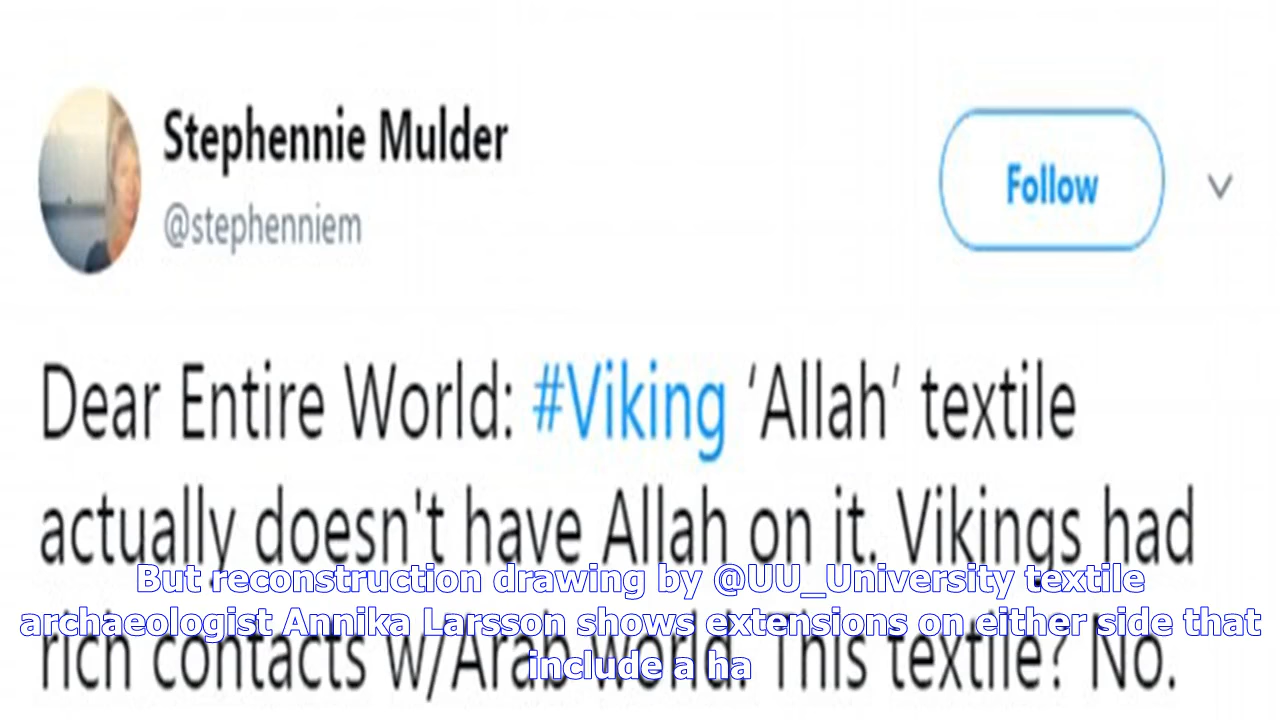 Stephennie Mulder
@stephenniem
Follow
Dear Entire World: #Viking ‘Allah’ textile
actually doesn't have Allah on it. Vikings had
rich contacts w/Arab world. This textile? No.
But reconstruction drawing by @UU_University textile
archaeologist Annika Larsson shows extensions on either side that
include a ha